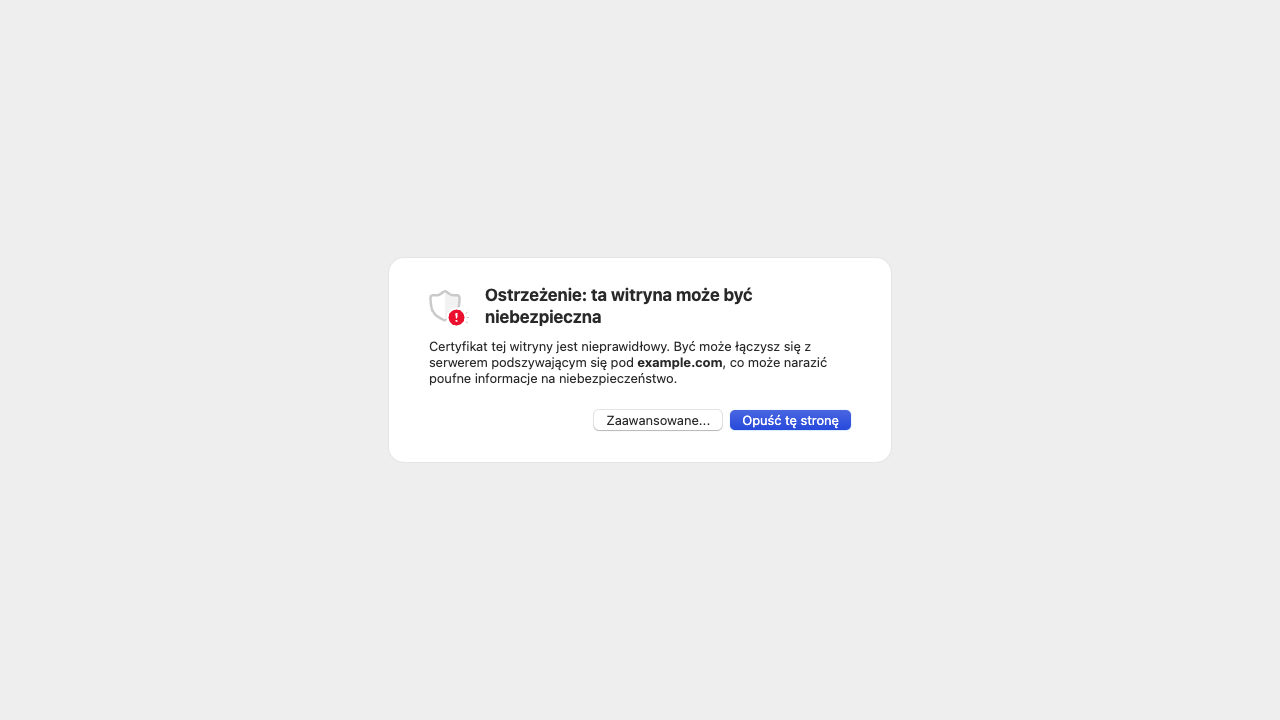 Ostrzeżenie: ta witryna może być
niebezpieczna
Certyfikat tej witryny jest nieprawidłowy. Być może łączysz się z
serwerem podszywającym się pod example.com, co może narazić
poufne informacje na niebezpieczeństwo.
Zaawansowane... Opuść tę stronę